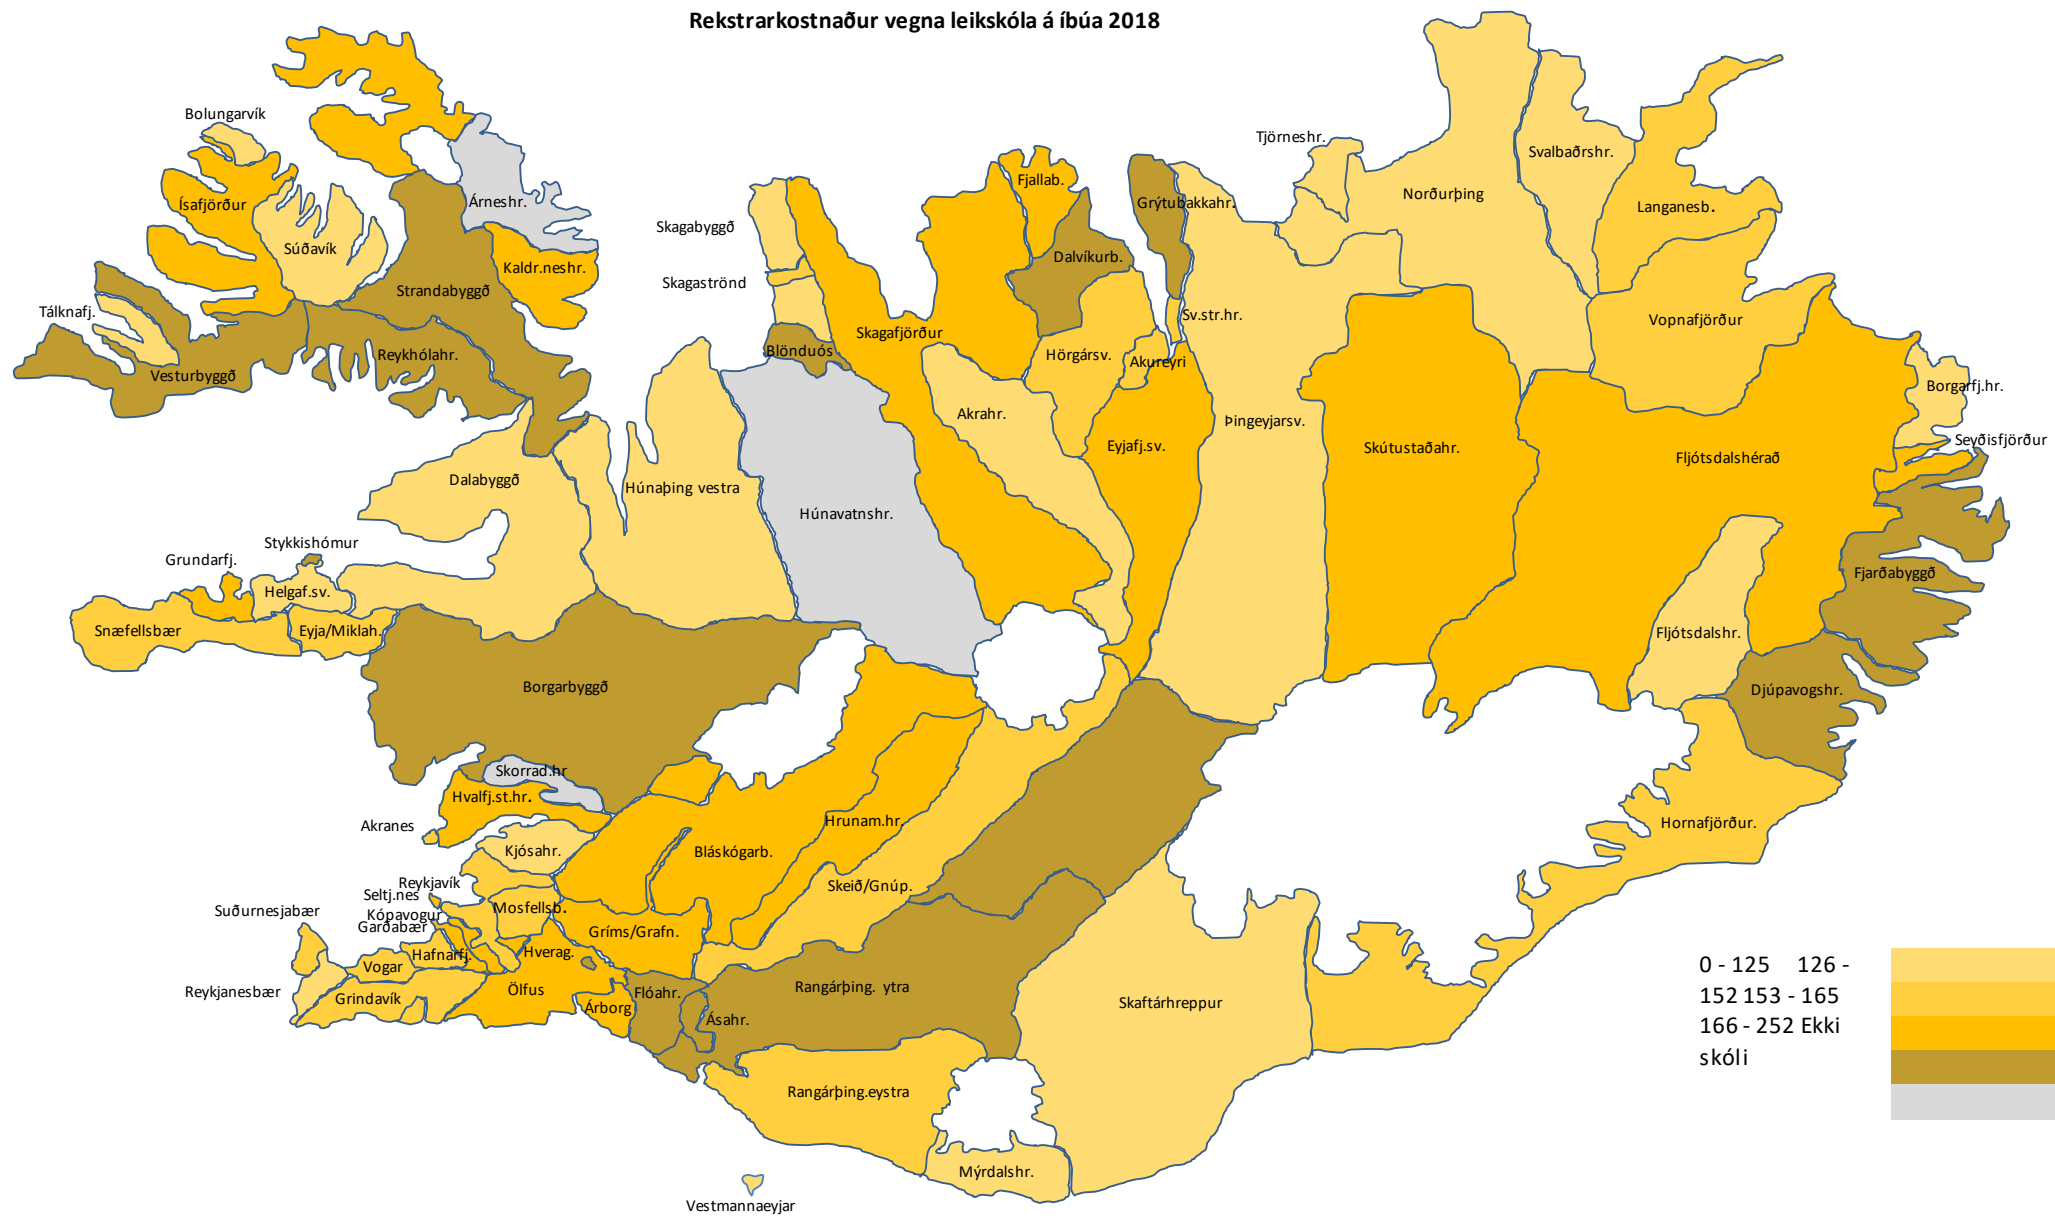 Rekstrarkostnaður vegna leikskóla á íbúa 2018
Bolungarvík
Ísafjörður
Súðavík
Árneshr.
Kaldr.neshr.
Strandabyggð
Tálknafj.
Vesturbyggð
Reykhólahr.
Skagabyggð
Skagaströnd
Blönduós
Skagafjörður
Fjallab.
Dalvíkurb.
Grýtubakkahr.
Hörgársv.
Akureyri
Sv.str.hr.
Tjörneshr.
Norðurþing
Svalbaðrshr.
Langanesb.
Vopnafjörður
Borgarfj.hr.
Seyðisfjörður
Akrahr.
Eyjafj.sv.
Þingeyjarsv.
Skútustaðahr.
Fljótsdalshérað
Dalabyggð
Húnaþing vestra
Húnavatnshr.
Stykkishómur
Grundarfj.
Helgaf.sv.
Snæfellsbær
Eyja/Miklah.
Fjarðabyggð
Fljótsdalshr.
Djúpavogshr.
Borgarbyggð
Skorrad.hr
Hvalfj.st.hr.
Akranes
Kjósahr.
Bláskógarb.
Hrunam.hr.
Skeið/Gnúp.
Hornafjörður.
Reykjavík
Seltj.nes
Kópavogur
Garðabær
Mosfellsb.
Suðurnesjabær
Hafnarfj.
Vogar
Hverag.
Gríms/Grafn.
Reykjanesbær
Grindavík
Ölfus
Árborg
Flóahr.
Ásahr.
Rangárþing. ytra
Skaftárhreppur
Rangárþing.eystra
Mýrdalshr.
Vestmannaeyjar
0 - 125 126 -
152 153 - 165
166 - 252 Ekki
skóli